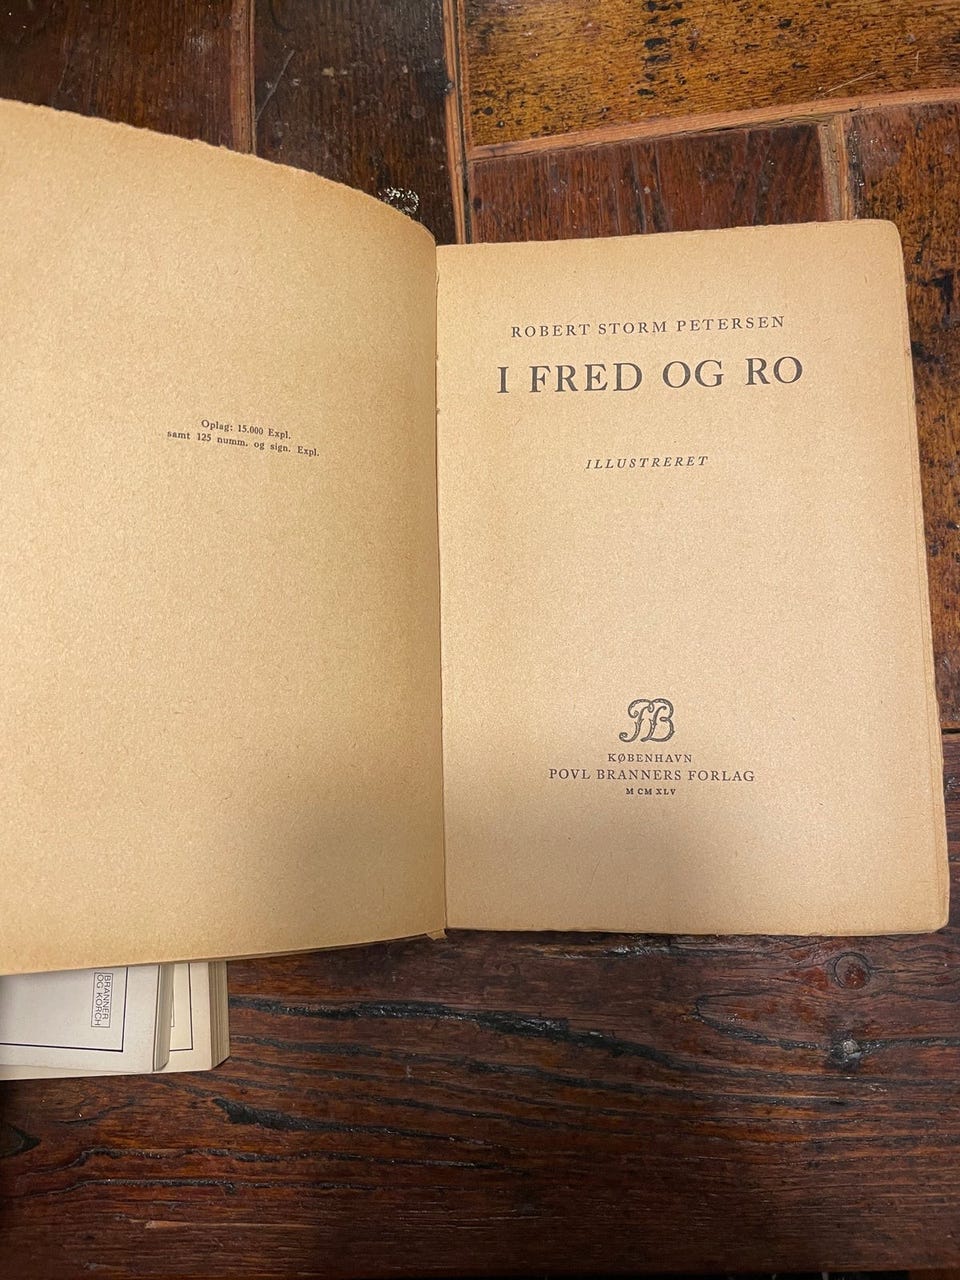 Oplag: 15.000 Expl.
samt 125 numm. og sign. Expl.
ROBERT STORM PETERSEN
I FRED OG RO
ILLUSTRERET
PB
KØBENHAVN
POVL BRANNERS FORLAG
M CM XLV
BRANNER
OG KORCH